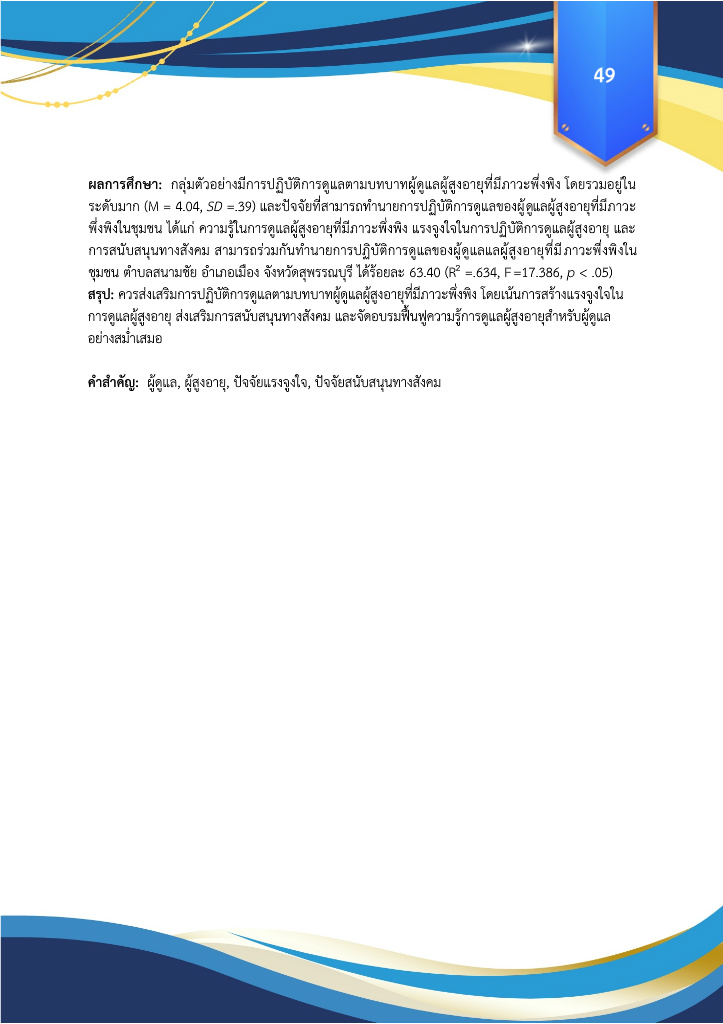 49
ผลการศึกษา: กลุ่มตัวอย่างมีการปฏิบัติการดูแลตามบทบาทผู้ดูแลผู้สูงอายุที่มีภาวะพึ่งพิง โดยรวมอยู่ใน
ระดับมาก (M = 4.04, SD =.39) และปัจจัยที่สามารถทำนายการปฏิบัติการดูแลของผู้ดูแลผู้สูงอายุที่มีภาวะ
พึ่งพิงในชุมชน ได้แก่ ความรู้ในการดูแลผู้สูงอายุที่มีภาวะพึ่งพิง แรงจูงใจในการปฏิบัติการดูแลผู้สูงอายุ และ
การสนับสนุนทางสังคม สามารถร่วมกันทำนายการปฏิบัติการดูแลของผู้ดูแลแลผู้สูงอายุที่มีภาวะพึ่งพิงใน
ชุมชน ตำบลสนามชัย อำเภอเมือง จังหวัดสุพรรณบุรี ได้ร้อยละ 63.40 (R² =.634, F =17.386, p < .05)
สรุป: ควรส่งเสริมการปฏิบัติการดูแลตามบทบาทผู้ดูแลผู้สูงอายุที่มีภาวะพึ่งพิง โดยเน้นการสร้างแรงจูงใจใน
การดูแลผู้สูงอายุ ส่งเสริมการสนับสนุนทางสังคม และจัดอบรมฟื้นฟูความรู้การดูแลผู้สูงอายุสำหรับผู้ดูแล
อย่างสม่ำเสมอ
คำสำคัญ: ผู้ดูแล, ผู้สูงอายุ, ปัจจัยแรงจูงใจ, ปัจจัยสนับสนุนทางสังคม